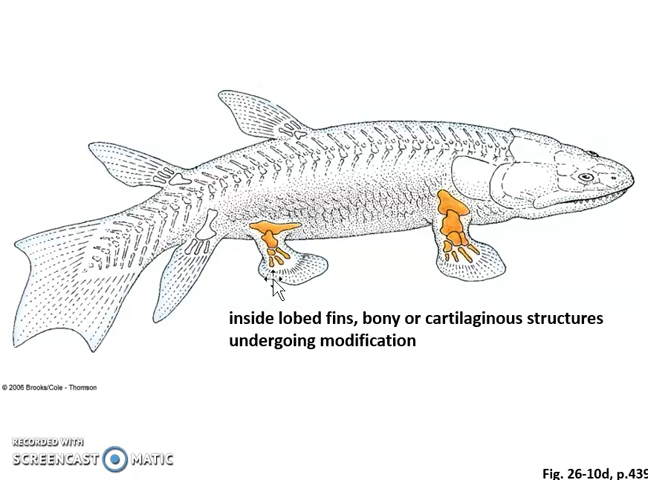 inside lobed fins, bony or cartilaginous structures
undergoing modification
© 2006 Brooks/Cole - Thomson
RECORDED WITH
SCREENCAST MATIC
Fig. 26-10d, p.439